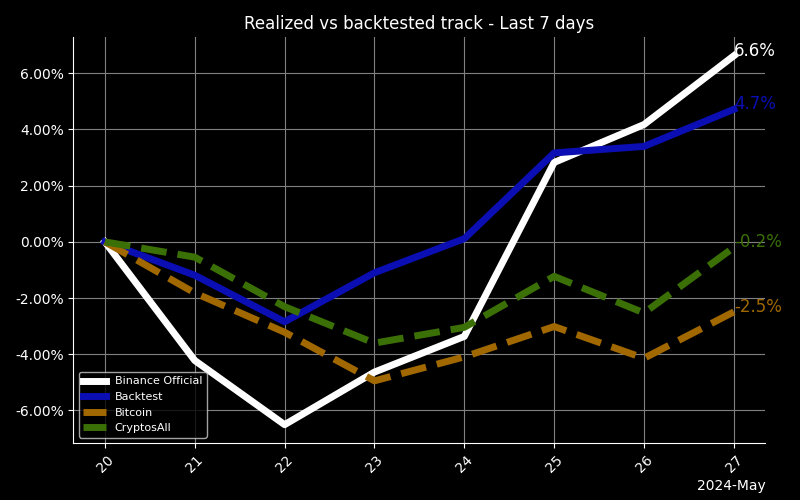 Realized vs backtested track - Last 7 days
6.00%
4.00%
2.00%
0.00%
-2.00%
-4.00%
-6.00%
6.6%
4.7%
-0.2%
-2.5%
Binance Official
Backtest
Bitcoin
CryptosAll
20 21 22 23 24 25 26 27
2024-May